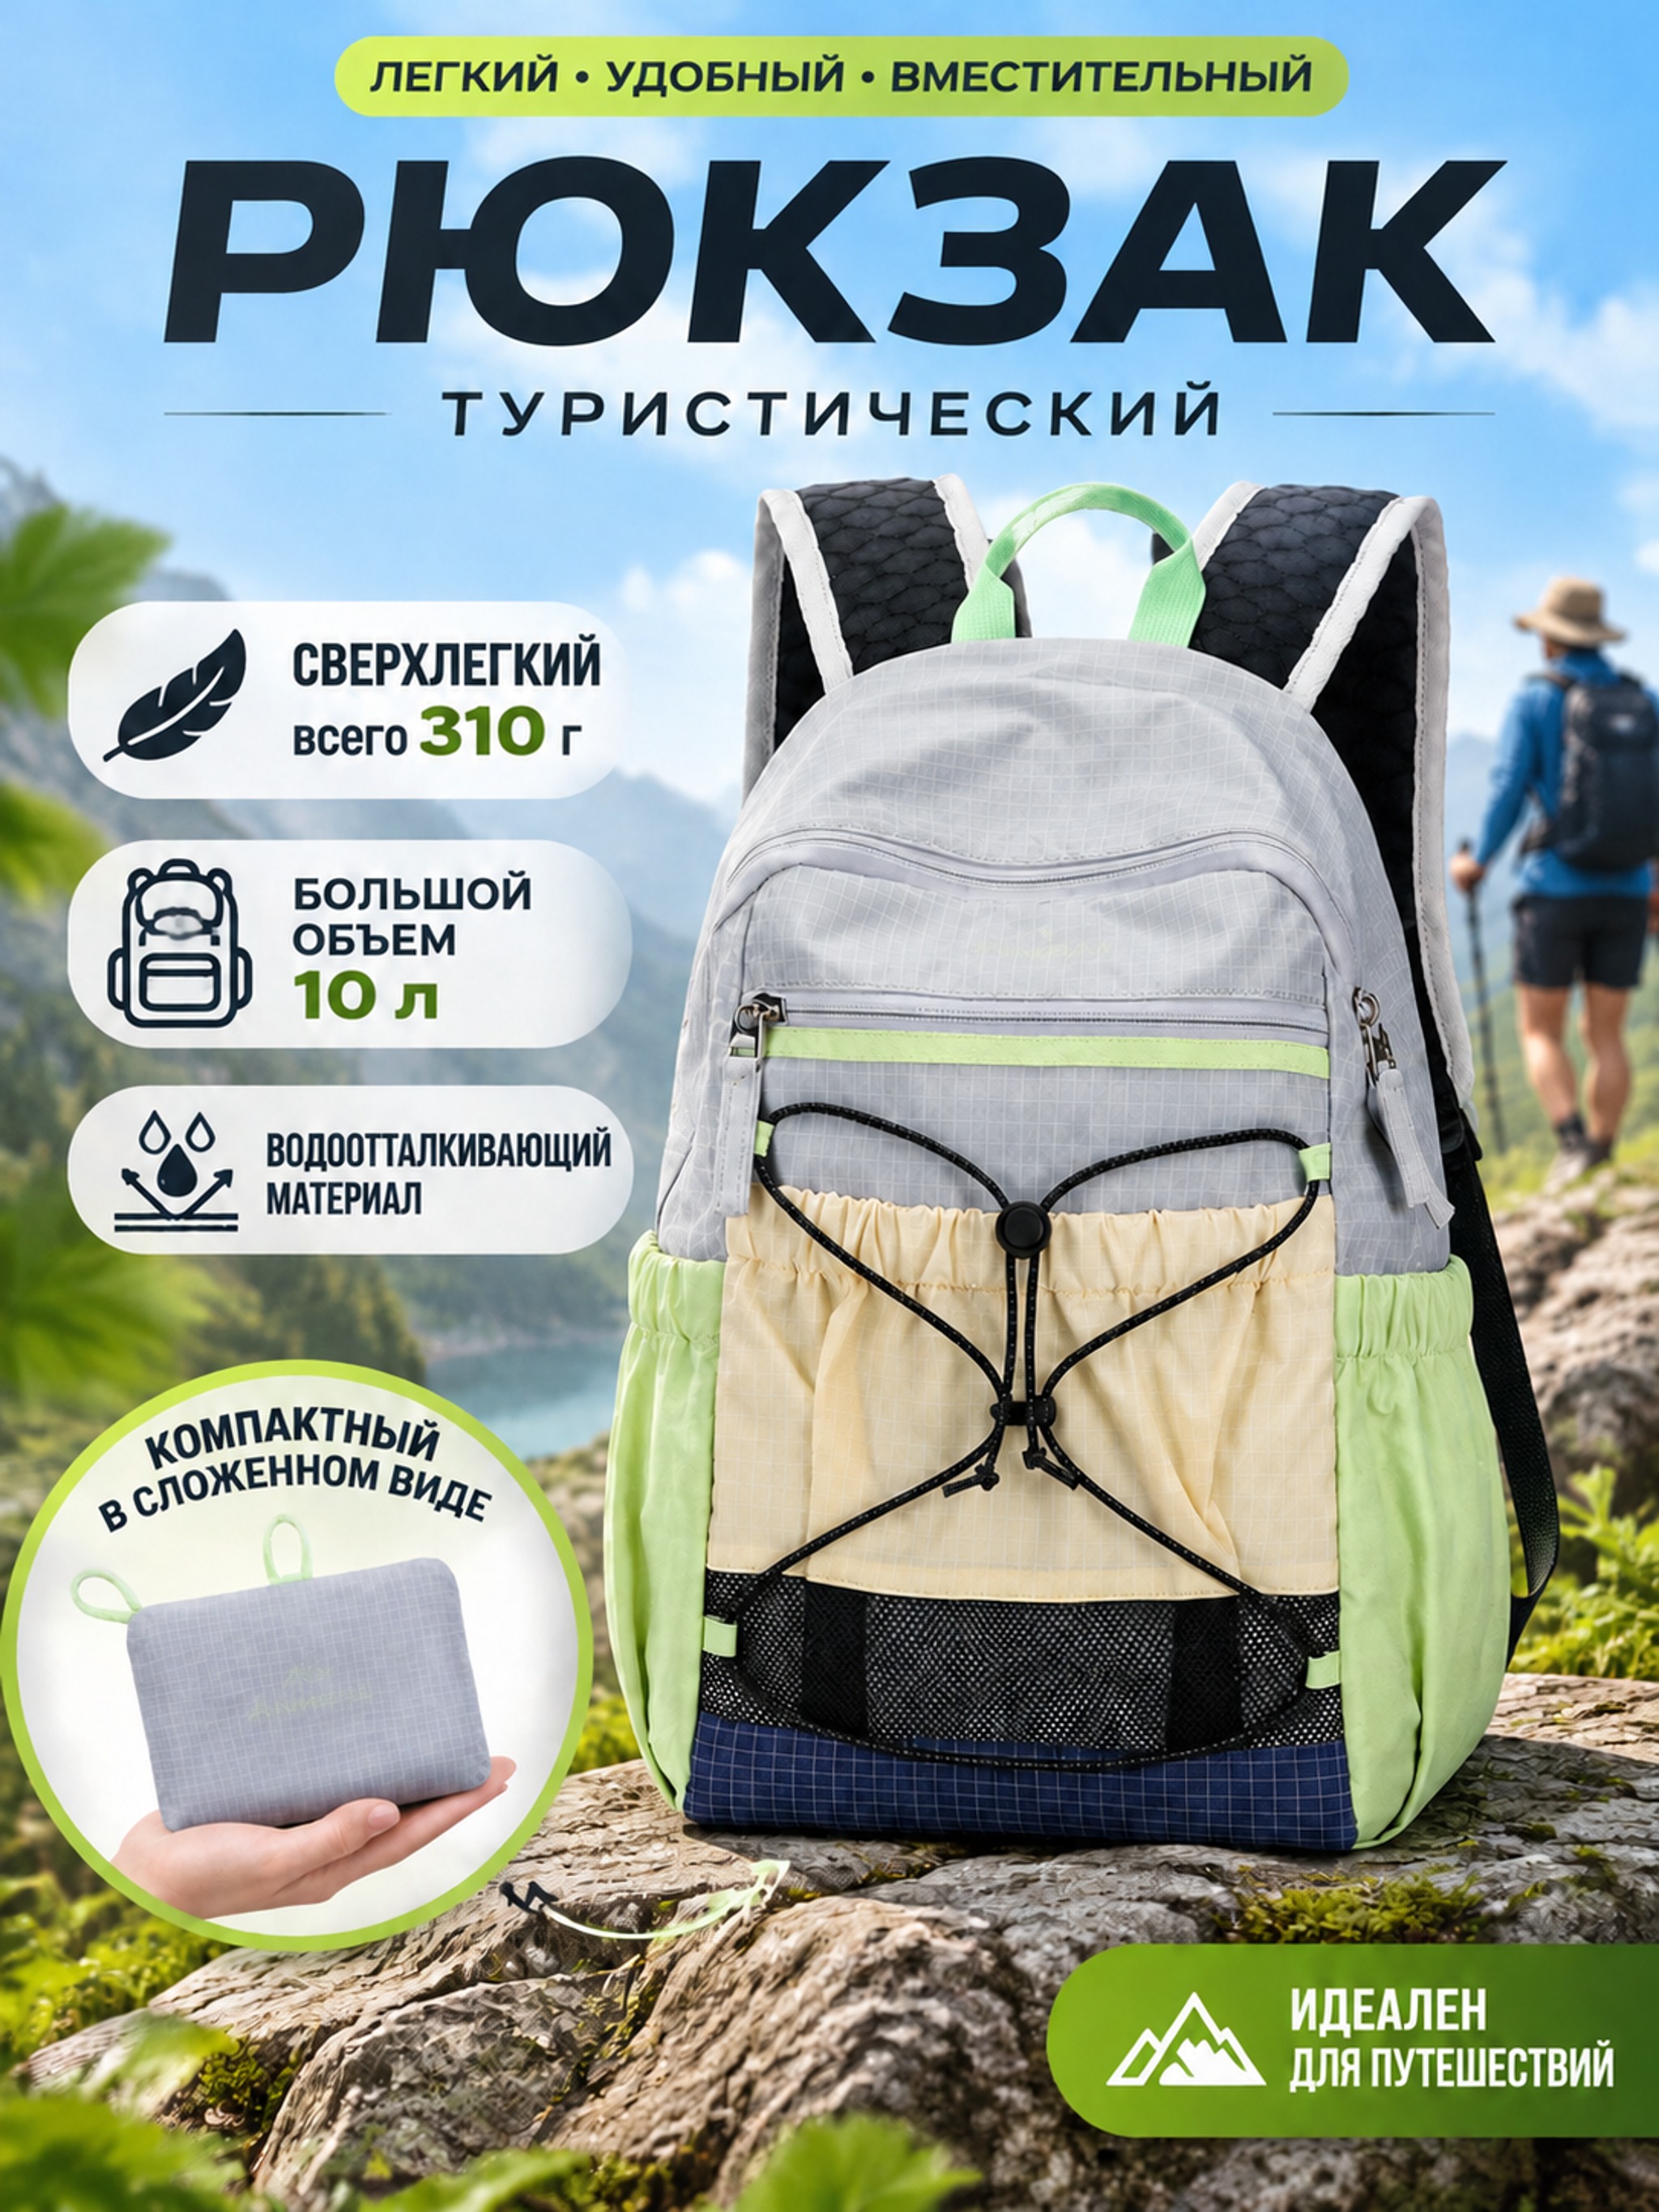 ЛЕГКИЙ • УДОБНЫЙ • ВМЕСТИТЕЛЬНЫЙ
РЮКЗАК
ТУРИСТИЧЕСКИЙ
СВЕРХЛЕГКИЙ
всего 310 г
БОЛЬШОЙ
ОБЪЕМ
10 л
ВОДООТТАЛКИВАЮЩИЙ
МАТЕРИАЛ
КОМПАКТНЫЙ
В СЛОЖЕННОМ ВИДЕ
ИДЕАЛЕН
ДЛЯ ПУТЕШЕСТВИЙ